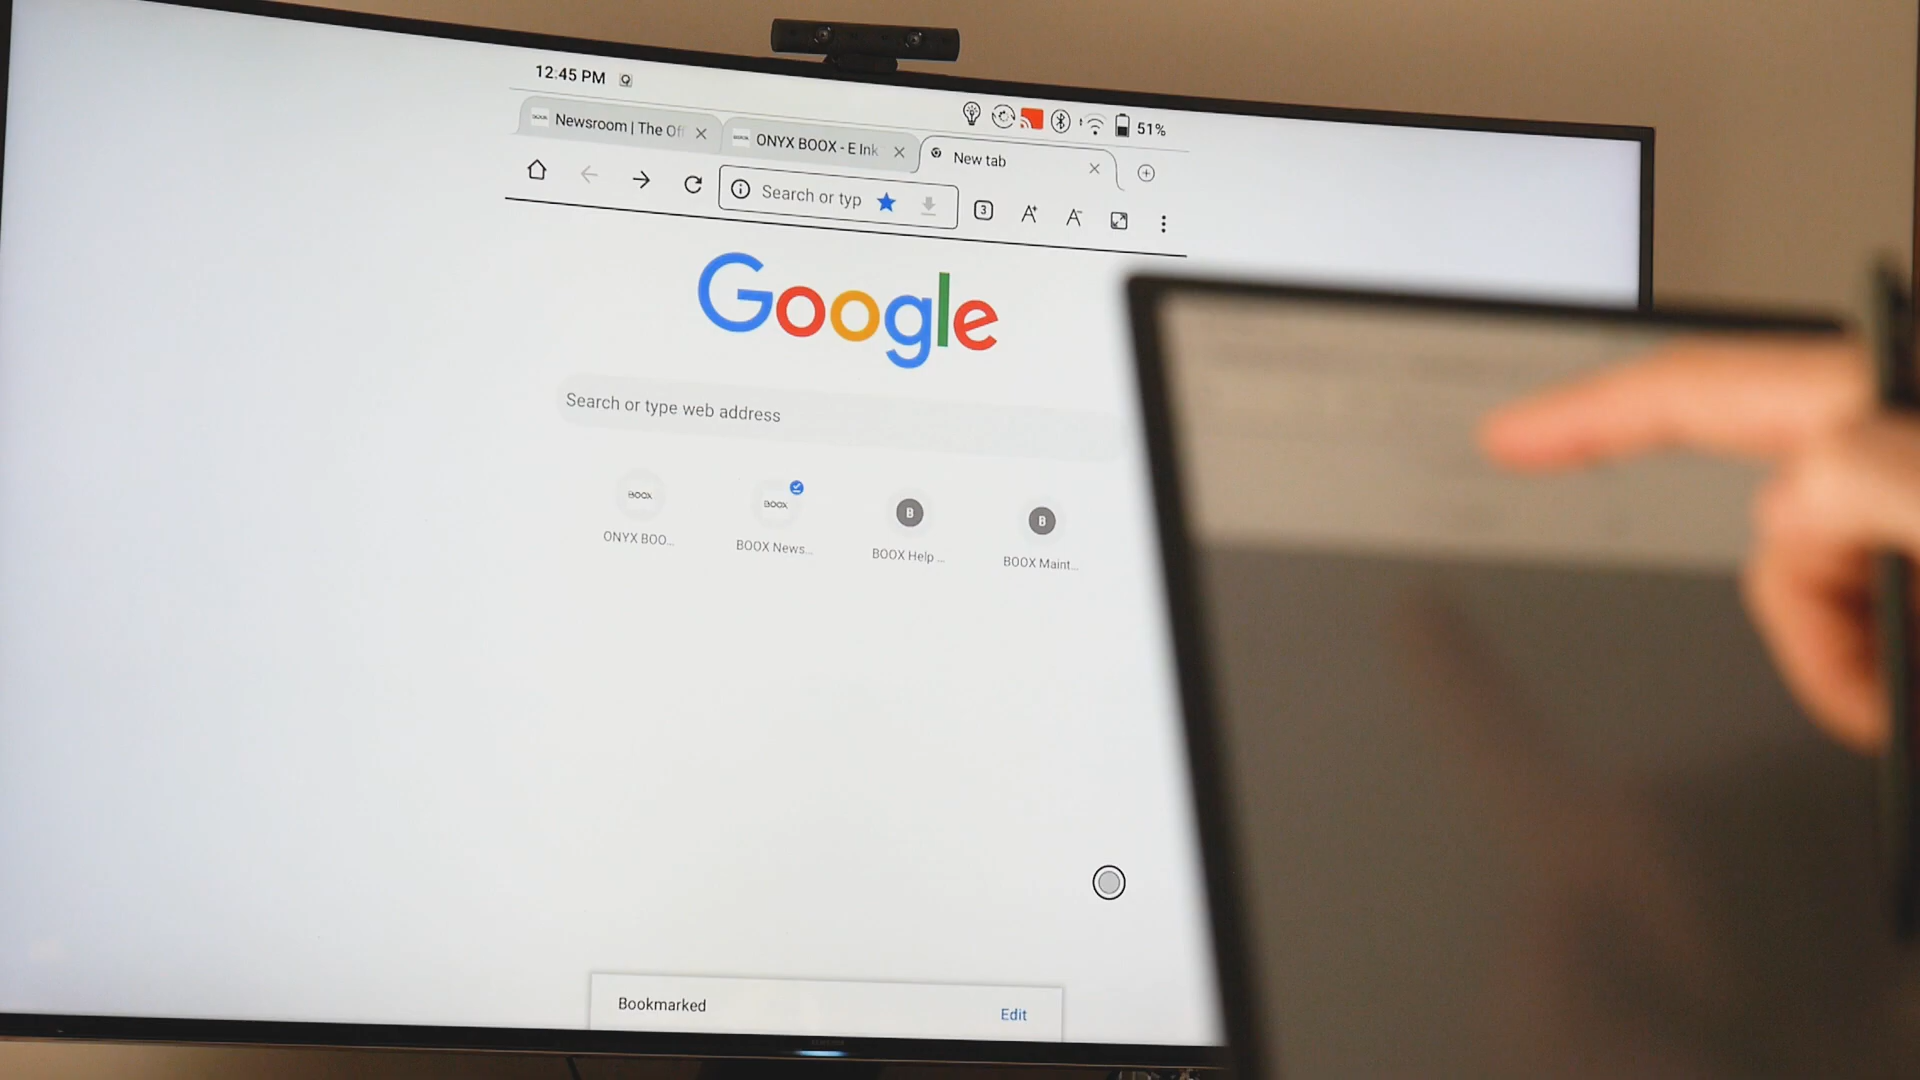 12:45 PM
51%
Newsroom | The Off
ONYX BOOX - E Ink
New tab
Search or typ
3
A+
A-
Google
Search or type web address
BOOX
BOOX
B
B
ONYX BOO...
BOOX News...
BOOX Help ...
BOOX Maint...
Bookmarked
Edit